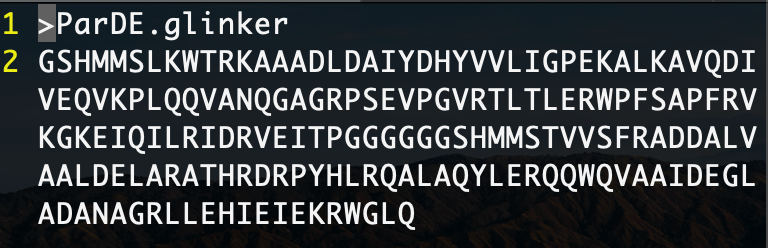 1 >ParDE.glinker
2 GSHMMSLKWTRKAAADLDAIYDHYVVLIGPEKALKAVQDI
VEQVKPLQQVANQGAGRPSEVPGVRTLTLERWPFSAPFRV
KGKEIQILRIDRVEITPGGGGGGSHMMSTVVSFRADDALV
AALDELARATHRDRPYHLRQALAQYLERQQWQVAAIDEGL
ADANAGRLLEHIEIEKRWGLQ